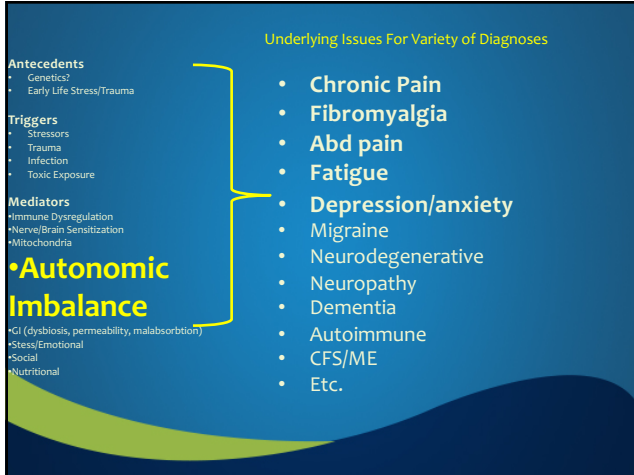 Underlying Issues For Variety of Diagnoses
Antecedents
• Genetics?
• Early Life Stress/Trauma
Triggers
• Stressors
• Trauma
• Infection
• Toxic Exposure
Mediators
•Immune Dysregulation
•Nerve/Brain Sensitization
•Mitochondria
•Autonomic
Imbalance
•GI (dysbiosis, permeability, malabsorbtion)
•Stess/Emotional
•Social
•Nutritional
• Chronic Pain
• Fibromyalgia
• Abd pain
• Fatigue
• Depression/anxiety
• Migraine
• Neurodegenerative
• Neuropathy
• Dementia
• Autoimmune
• CFS/ME
• Etc.